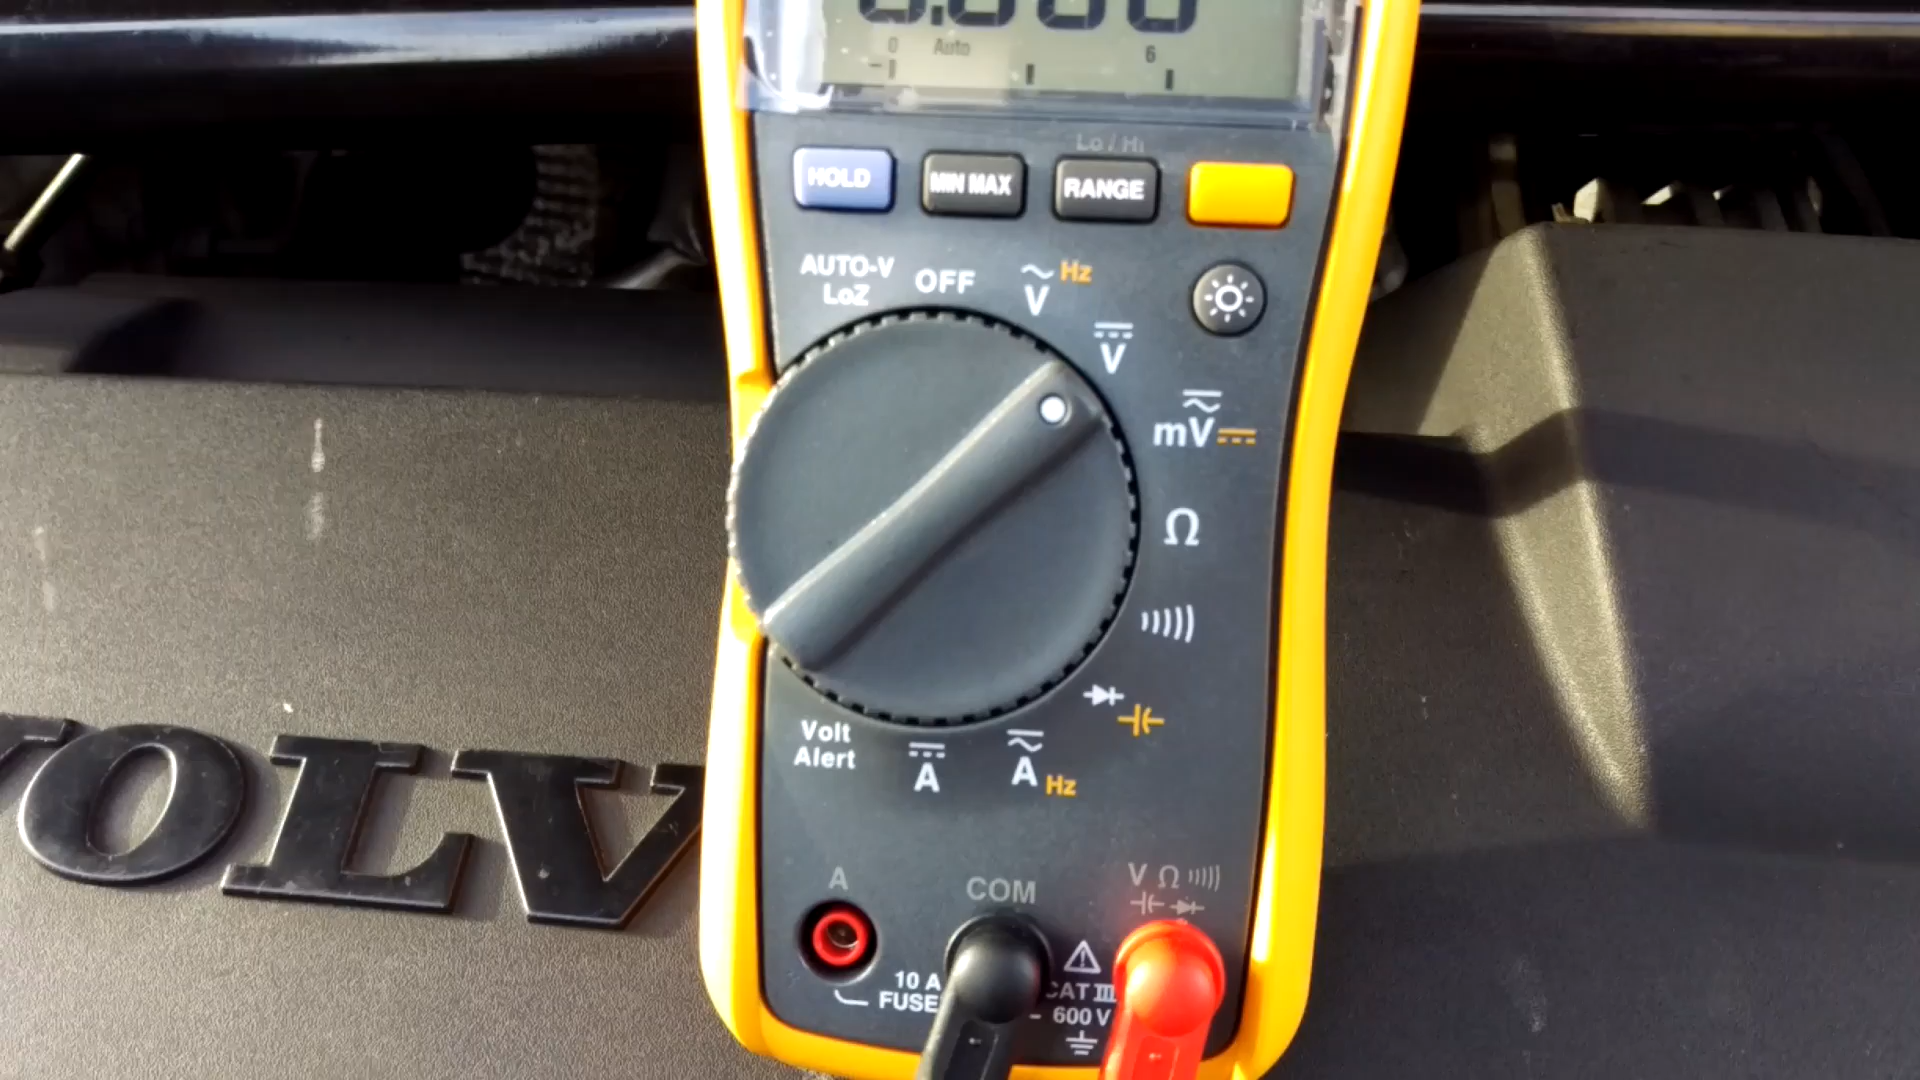 0 Auto 6
Lo / Hi
HOLD MIN MAX RANGE
AUTO-V
LoZ
OFF
V Hz
V
mV
Ω
Volt
Alert
A
A Hz
A
COM
V Ω
10 A
FUSE
CAT III
600 V
VOLV